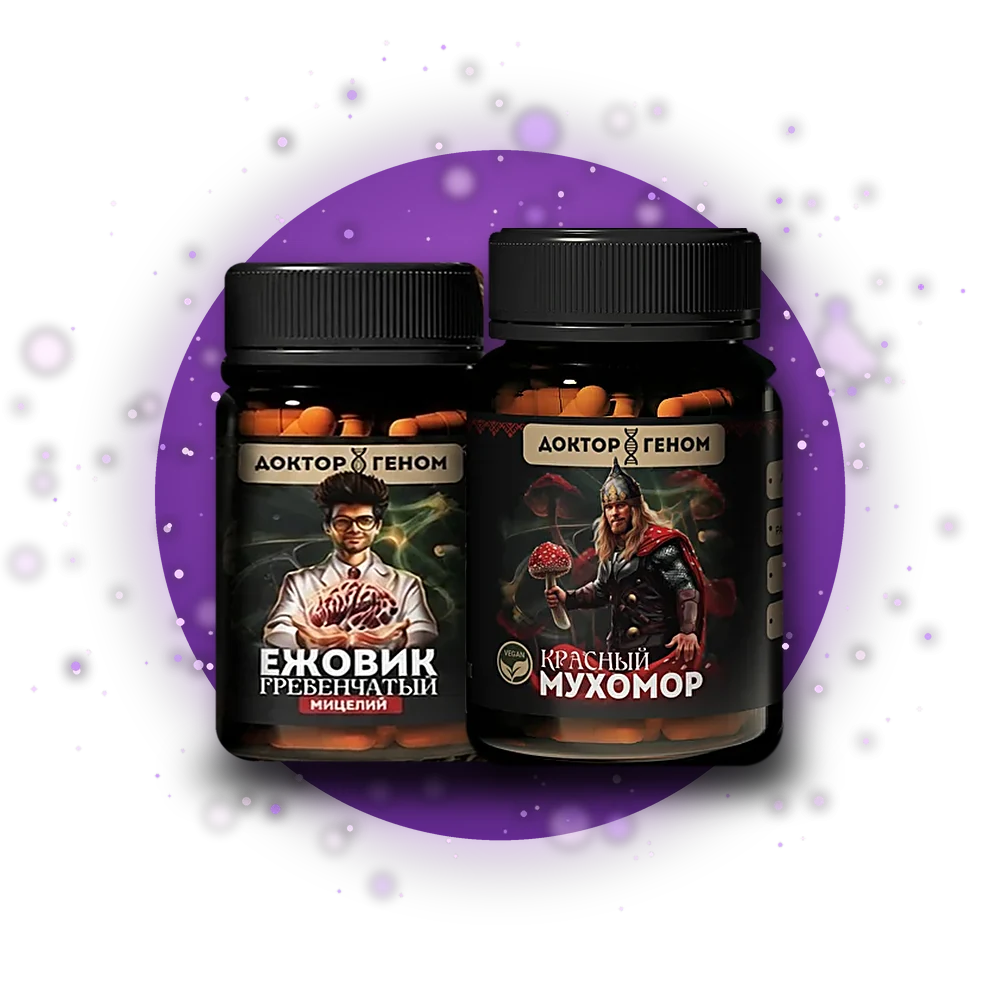 ДОКТОР ГЕНОМ
ЕЖОВИК
ГРЕБЕНЧАТЫЙ
МИЦЕЛИЙ
ДОКТОР ГЕНОМ
VEGAN
КРАСНЫЙ
МУХОМОР